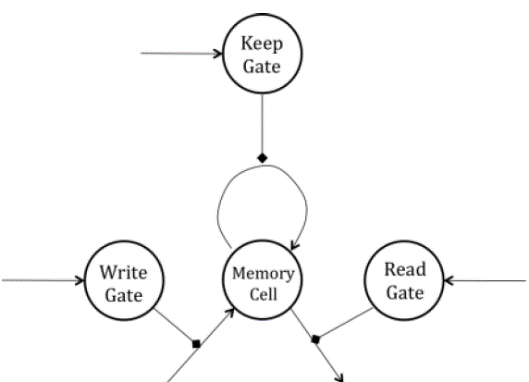 Keep
Gate
Write
Gate
Memory
Cell
Read
Gate